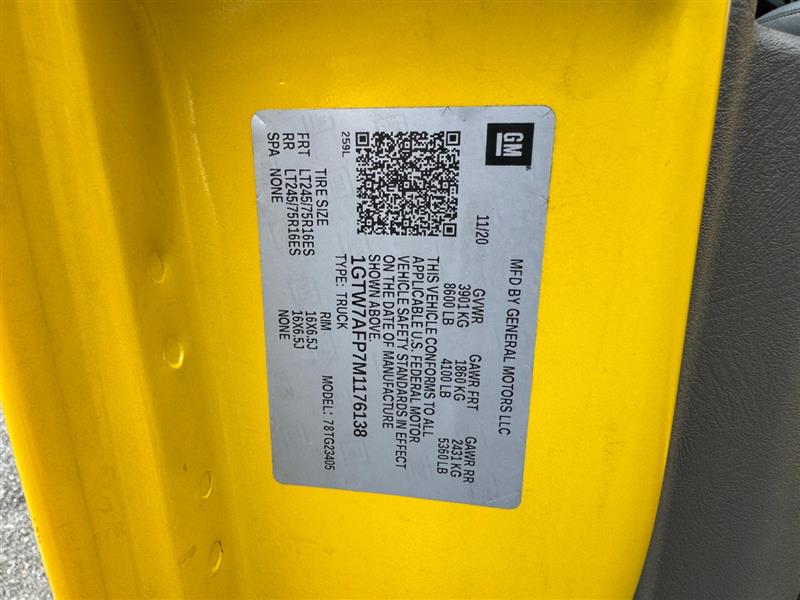 GM
MFD BY GENERAL MOTORS LLC
11/20
GVWR GAWR FRT GAWR RR
3901 KG 1860 KG 2431 KG
8600 LB 4100 LB 5360 LB
THIS VEHICLE CONFORMS TO ALL
APPLICABLE U.S. FEDERAL MOTOR
VEHICLE SAFETY STANDARDS IN EFFECT
ON THE DATE OF MANUFACTURE
SHOWN ABOVE.
1GTW7AFP7M1176138
TYPE: TRUCK MODEL: 78TG23405
259L
TIRE SIZE RIM
FRT LT245/75R16ES 16X6.5J
RR LT245/75R16ES 16X6.5J
SPA NONE NONE